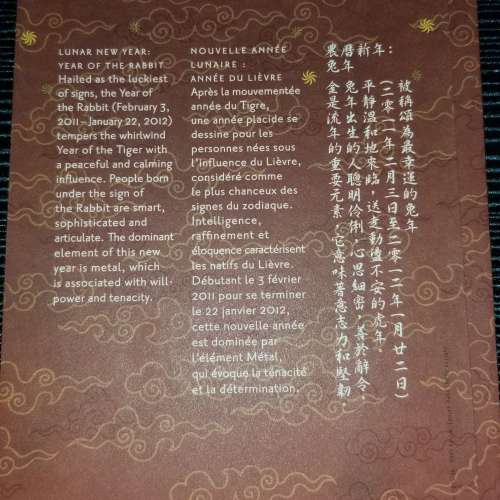 LUNAR NEW YEAR:
YEAR OF THE RABBIT
Hailed as the luckiest
of signs, the Year of
the Rabbit (February 3,
2011–January 22, 2012)
tempers the whirlwind
Year of the Tiger with
a peaceful and calming
influence. People born
under the sign of
the Rabbit are smart,
sophisticated and
articulate. The dominant
element of this new
year is metal, which
is associated with will-
power and tenacity.
NOUVELLE ANNÉE
LUNAIRE :
ANNÉE DU LIÈVRE
Après la mouvementée
année du Tigre,
une année placide se
dessine pour les
personnes nées sous
l'influence du Lièvre,
considéré comme
le plus chanceux des
signes du zodiaque.
Intelligence,
raffinement et
éloquence caractérisent
les natifs du Lièvre.
Débutant le 3 février
2011 pour se terminer
le 22 janvier 2012,
cette nouvelle année
est dominée par
l'élément Métal,
qui évoque la ténacité
et la détermination.
農曆新年：
兔年
被稱頌為最幸運的兔年
(二〇一一年二月三日至二〇一二年一月廿二日)
平靜溫和地來臨，送走動盪不安的虎年。
兔年出生的人聰明伶俐，心思細密，善於辭令。
金是流年的重要元素，它意味著意志力和堅韌。